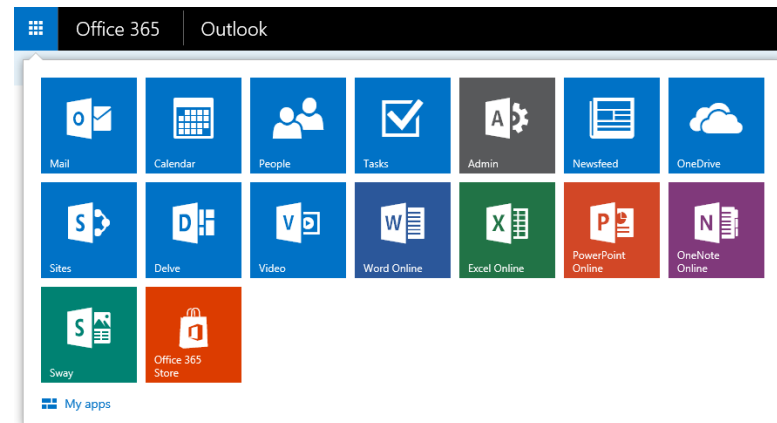 Office 365 Outlook
Mail Calendar People Tasks Admin Newsfeed OneDrive
Sites Delve Video Word Online Excel Online PowerPoint Online OneNote Online
Sway Office 365 Store
My apps